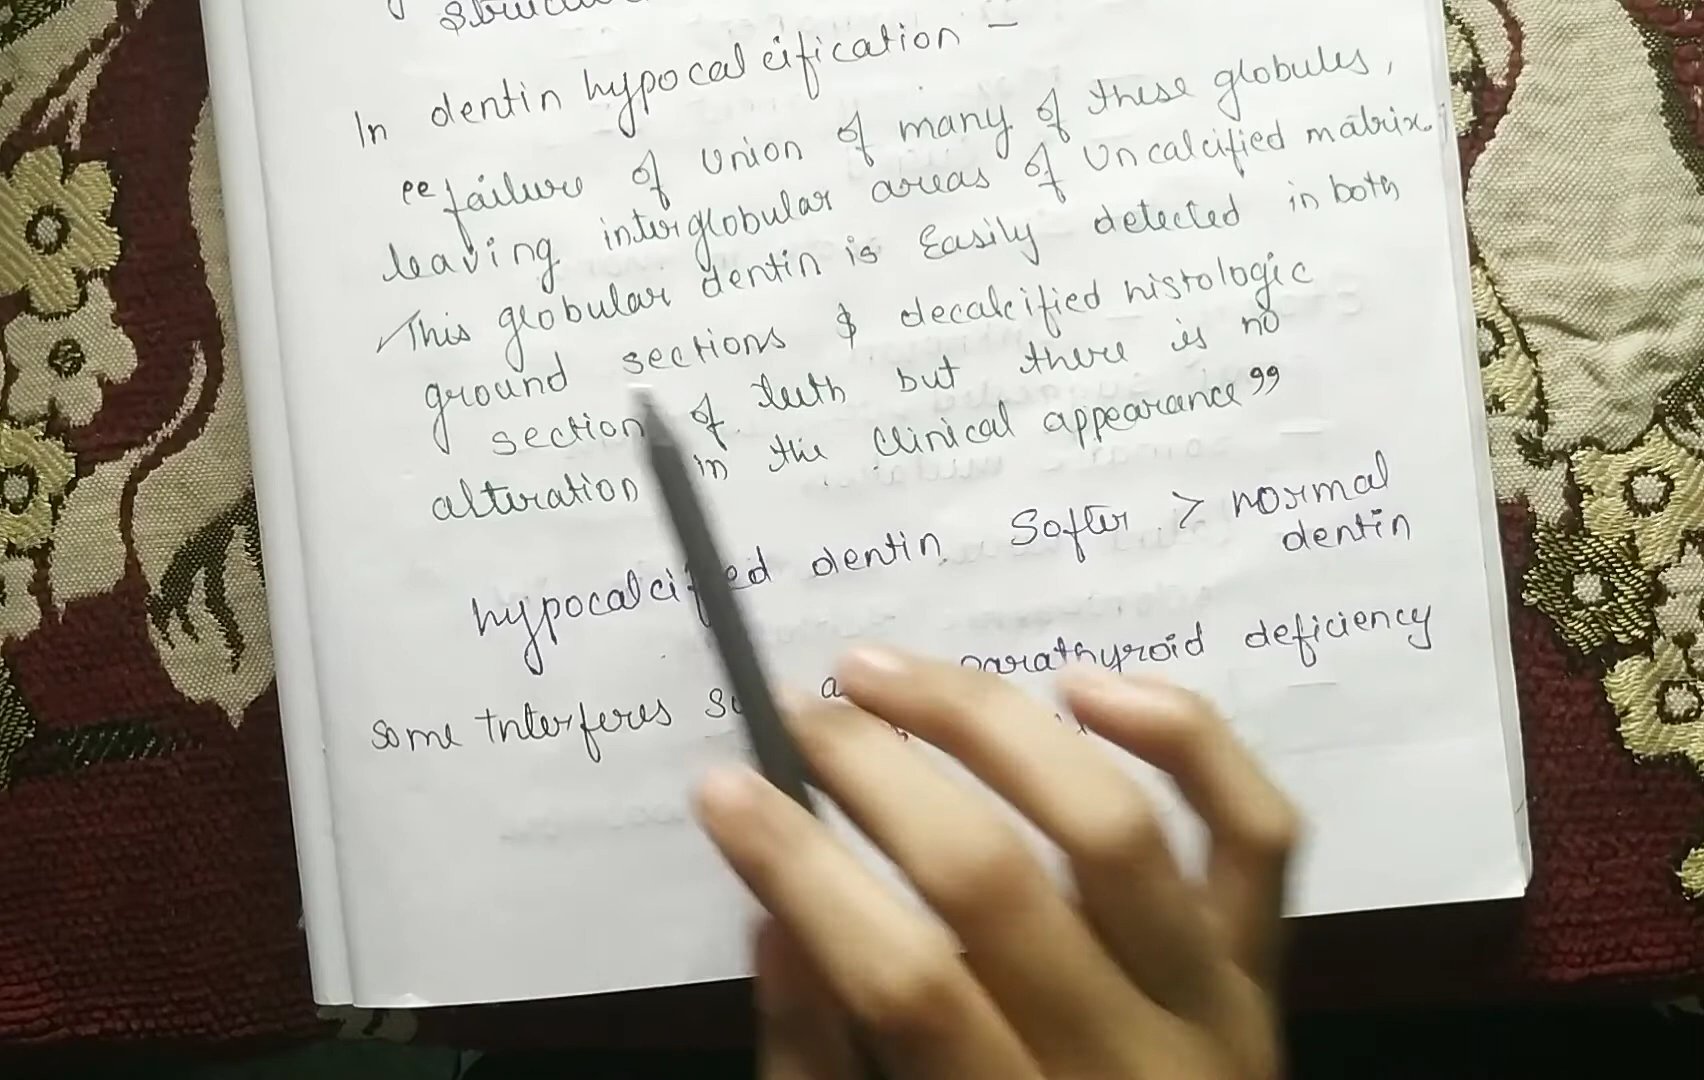 In dentin hypocalcification -
"failure of union of many of these globules,
leaving interglobular areas of Uncalcified matrix.
This globular dentin is Easily detected in both
ground sections & decalcified histologic
section of teeth but there is no
alteration in the clinical appearance"
hypocalcified dentin Softer > normal
dentin
Some Interferes parathyroid deficiency